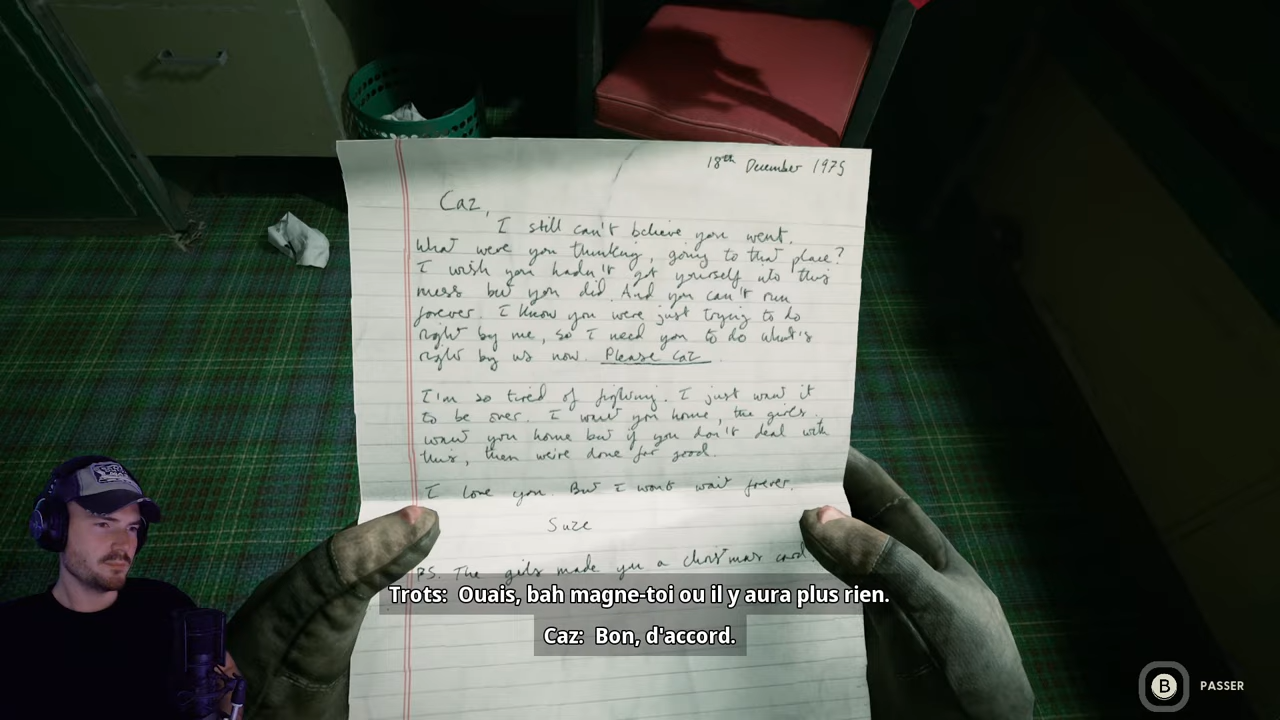 18th December 1975
Caz,
I still can't believe you went.
What were you thinking, going to that place?
I wish you hadn't got yourself into this
mess but you did. And you can't run
forever. I know you were just trying to do
right by me, so I need you to do what's
right by us now. Please Caz.
I'm so tired of fighting. I just want it
to be over. I want you home, the girls
want you home but if you don't deal with
this, then we're done for good.
I love you. But I won't wait forever.
Suze
PS. The girls made you a christmas card
Trots: Ouais, bah magne-toi ou il y aura plus rien.
Caz: Bon, d'accord.
B PASSER